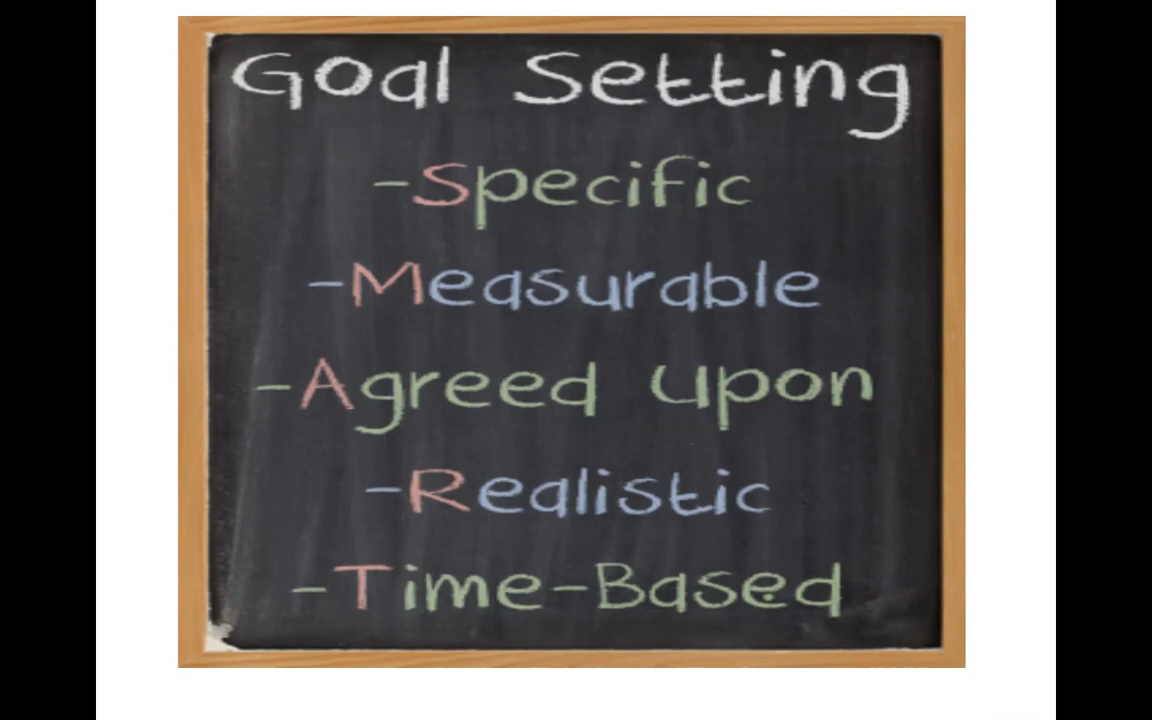 Goal Setting
-Specific
-Measurable
-Agreed Upon
-Realistic
-Time-Based